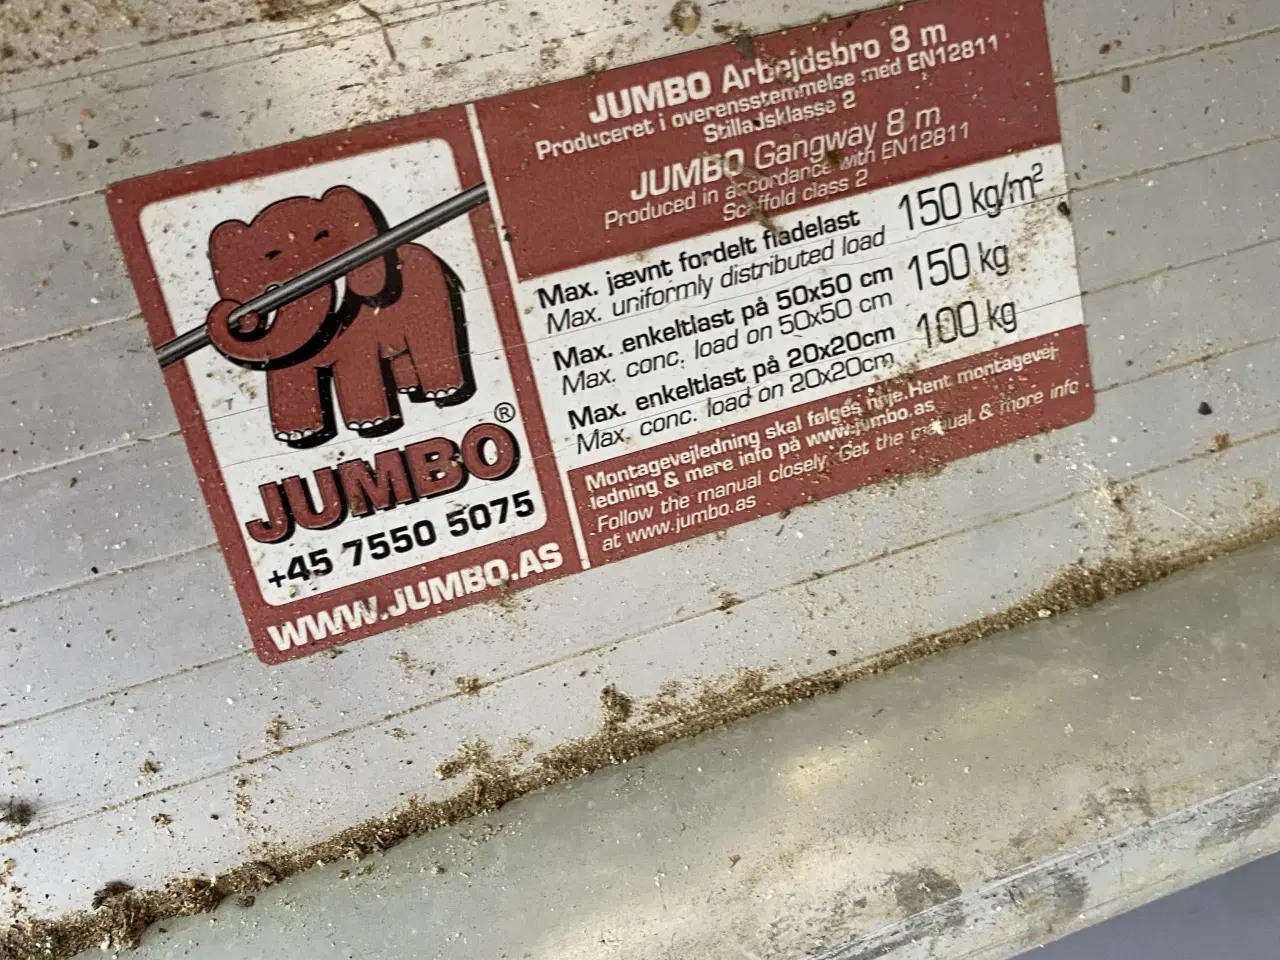 JUMBO Arbejdsbro 8 m
Produceret i overensstemmelse med EN12811
Stilladsklasse 2
JUMBO Gangway 8 m
Produced in accordance with EN12811
Scaffold class 2
Max. jævnt fordelt fladelast
Max. uniformly distributed load
150 kg/m²
Max. enkeltlast på 50x50 cm
Max. conc. load on 50x50 cm
150 kg
Max. enkeltlast på 20x20cm
Max. conc. load on 20x20cm
100 kg
Montagevejledning skal følges nøje. Hent montagevej-
ledning & mere info på www.jumbo.as
Follow the manual closely. Get the manual & more info
at www.jumbo.as
JUMBO®
+45 7550 5075
WWW.JUMBO.AS